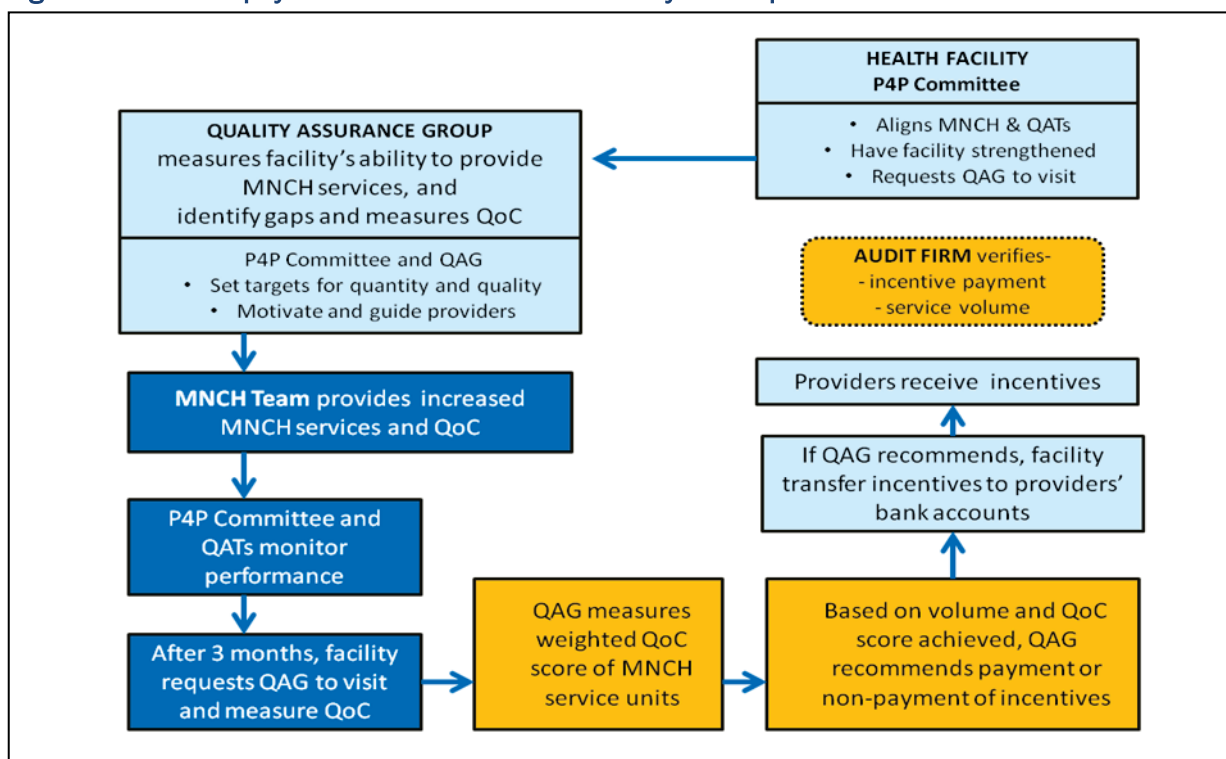 HEALTH FACILITY
P4P Committee
• Aligns MNCH & QATs
• Have facility strengthened
• Requests QAG to visit
QUALITY ASSURANCE GROUP
measures facility's ability to provide
MNCH services, and
identify gaps and measures QoC
P4P Committee and QAG
• Set targets for quantity and quality
• Motivate and guide providers
AUDIT FIRM verifies-
- incentive payment
- service volume
MNCH Team provides increased
MNCH services and QoC
Providers receive incentives
If QAG recommends, facility
transfer incentives to providers'
bank accounts
P4P Committee and
QATs monitor
performance
After 3 months, facility
requests QAG to visit
and measure QoC
QAG measures
weighted QoC
score of MNCH
service units
Based on volume and QoC
score achieved, QAG
recommends payment or
non-payment of incentives